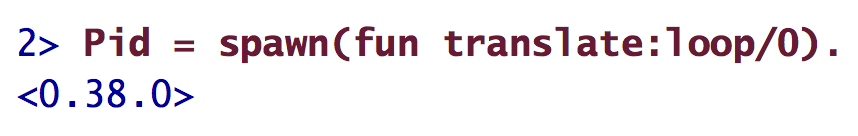 2> Pid = spawn(fun translate:loop/0).
<0.38.0>